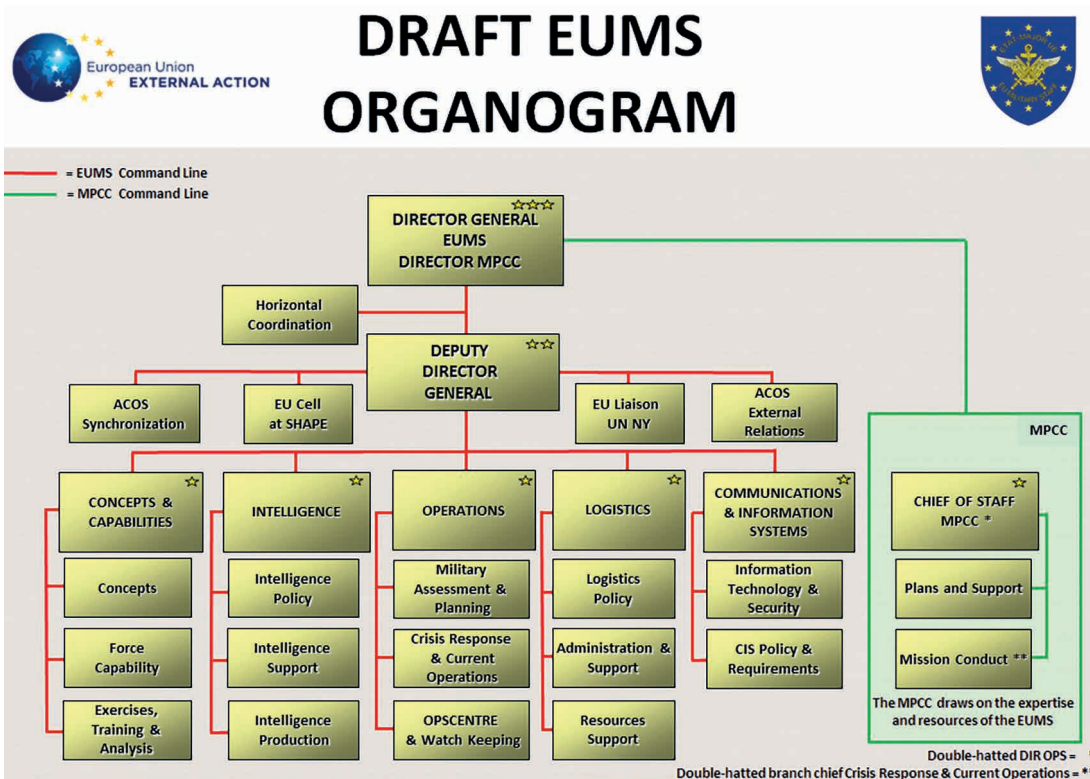 European Union
EXTERNAL ACTION
DRAFT EUMS
ORGANOGRAM
= EUMS Command Line
= MPCC Command Line
DIRECTOR GENERAL
EUMS
DIRECTOR MPCC
Horizontal
Coordination
DEPUTY
DIRECTOR
GENERAL
ACOS
Synchronization
EU Cell
at SHAPE
EU Liaison
UN NY
ACOS
External
Relations
CONCEPTS &
CAPABILITIES
Concepts
Force
Capability
Exercises,
Training &
Analysis
INTELLIGENCE
Intelligence
Policy
Intelligence
Support
Intelligence
Production
OPERATIONS
Military
Assessment &
Planning
Crisis Response
& Current
Operations
OPSCENTRE
& Watch Keeping
LOGISTICS
Logistics
Policy
Administration &
Support
Resources
Support
COMMUNICATIONS
& INFORMATION
SYSTEMS
Information
Technology &
Security
CIS Policy &
Requirements
MPCC
CHIEF OF STAFF
MPCC *
Plans and Support
Mission Conduct **
The MPCC draws on the expertise
and resources of the EUMS
Double-hatted DIR OPS =
Double-hatted branch chief Crisis Response & Current Operations = *